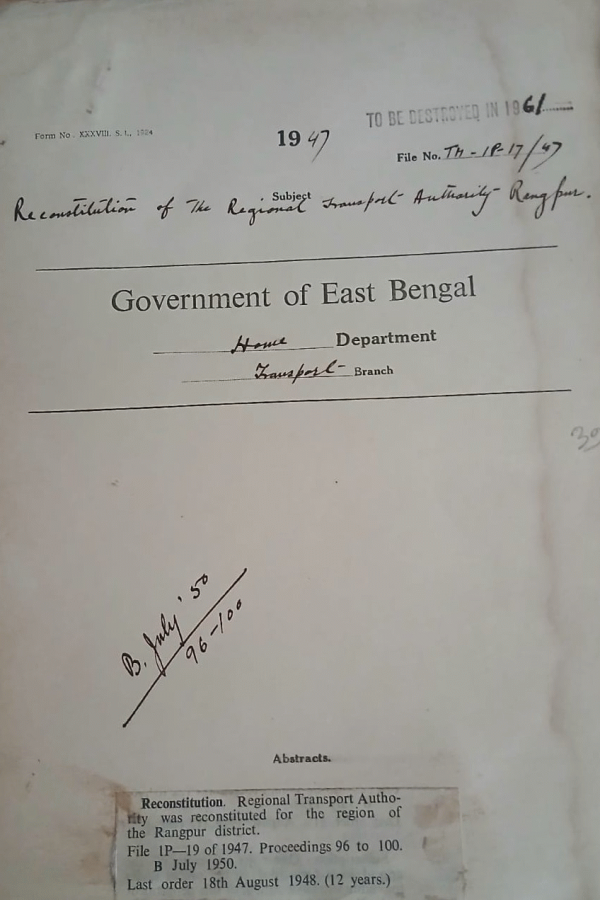 TO BE DESTROYED IN 1961
Form No. XXXVIII. S. I., 1524
1947
File No. TH - 1P-17/47
Subject
Reconstitution of The Regional Transport Authority Rangpur.
Government of East Bengal
Home Department
Transport Branch
B. July '50
96-100
Abstracts.
Reconstitution. Regional Transport Autho-
rity was reconstituted for the region of
the Rangpur district.
File 1P—19 of 1947. Proceedings 96 to 100.
B July 1950.
Last order 18th August 1948. (12 years.)